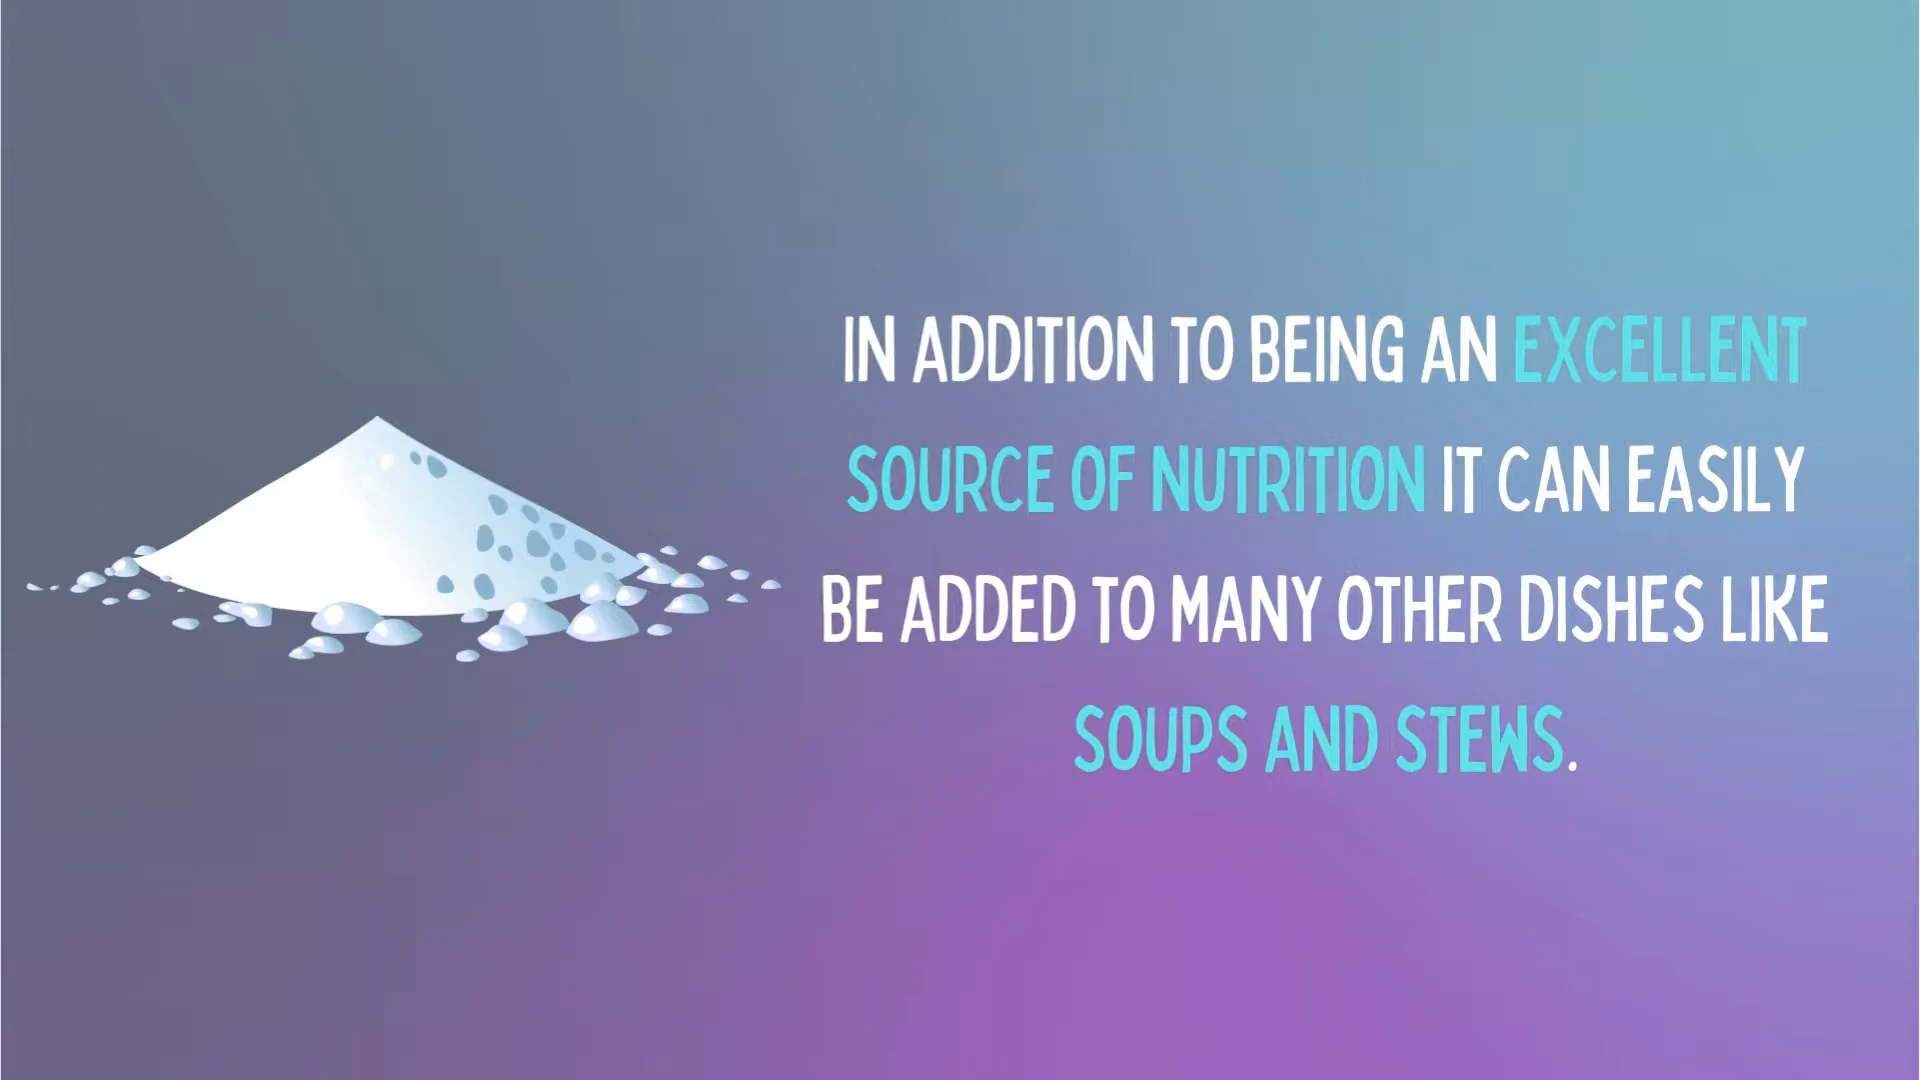 IN ADDITION TO BEING AN EXCELLENT
SOURCE OF NUTRITION IT CAN EASILY
BE ADDED TO MANY OTHER DISHES LIKE
SOUPS AND STEWS.